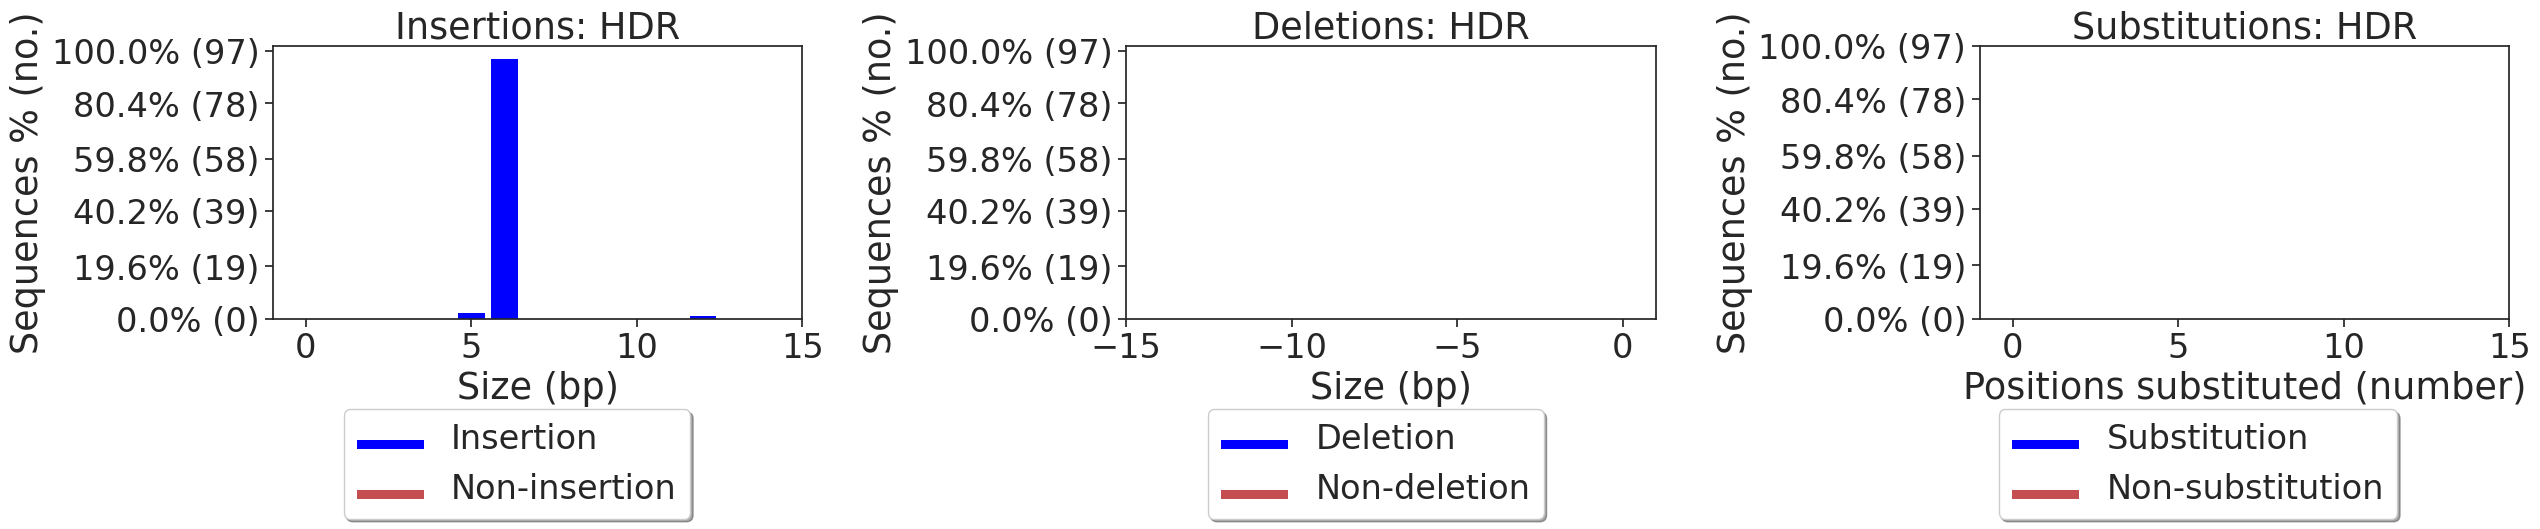 Insertions: HDR
Sequences % (no.)
100.0% (97)
80.4% (78)
59.8% (58)
40.2% (39)
19.6% (19)
0.0% (0)
0 5 10 15
Size (bp)
Insertion
Non-insertion
Deletions: HDR
Sequences % (no.)
100.0% (97)
80.4% (78)
59.8% (58)
40.2% (39)
19.6% (19)
0.0% (0)
−15 −10 −5 0
Size (bp)
Deletion
Non-deletion
Substitutions: HDR
Sequences % (no.)
100.0% (97)
80.4% (78)
59.8% (58)
40.2% (39)
19.6% (19)
0.0% (0)
0 5 10 15
Positions substituted (number)
Substitution
Non-substitution